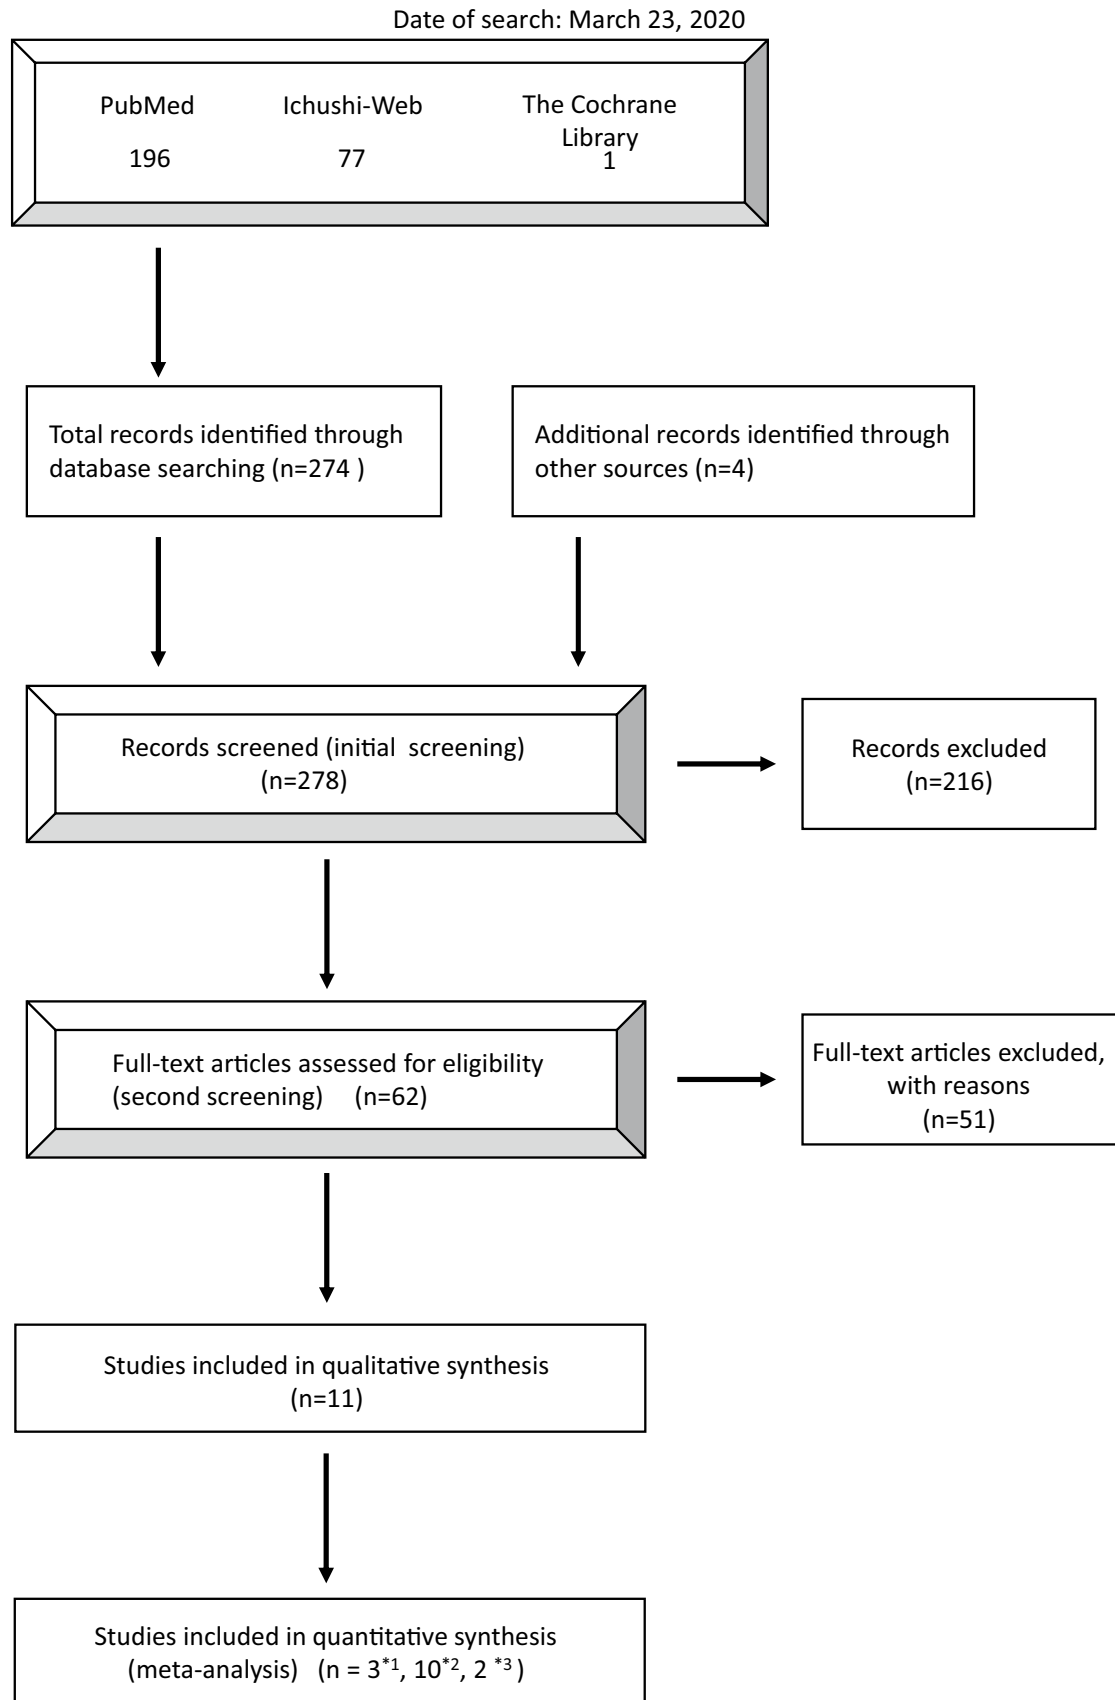 Date of search: March 23, 2020
PubMed
196
Ichushi-Web
77
The Cochrane
Library
1
Total records identified through
database searching (n=274 )
Additional records identified through
other sources (n=4)
Records screened (initial  screening)
(n=278)
Records excluded
(n=216)
Full-text articles assessed for eligibility
(second screening)    (n=62)
Full-text articles excluded,
with reasons
(n=51)
Studies included in qualitative synthesis
(n=11)
Studies included in quantitative synthesis
(meta-analysis)   (n = 3*1, 10*2, 2 *3 )